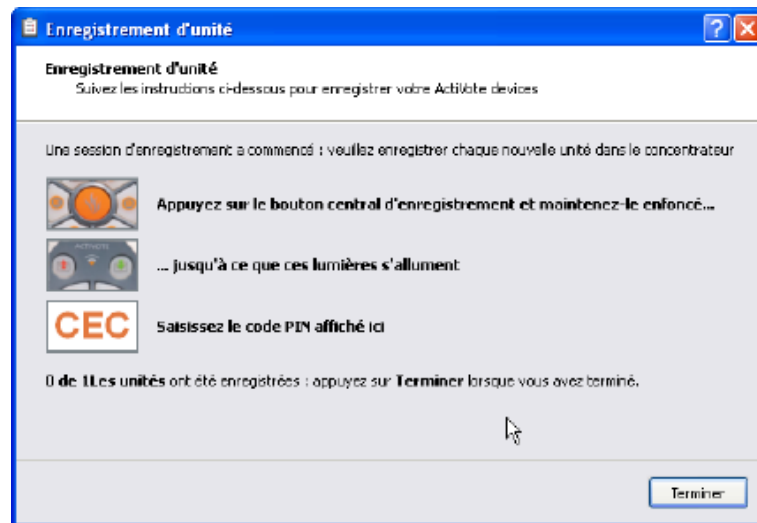 Enregistrement d'unité
Enregistrement d'unité
Suivez les instructions ci-dessous pour enregistrer votre ActiVote devices
Une session d'enregistrement a commencé : veuillez enregistrer chaque nouvelle unité dans le concentrateur
Appuyez sur le bouton central d'enregistrement et maintenez-le enfoncé...
ACTIVOTE
... jusqu'à ce que ces lumières s'allument
CEC
Saisissez le code PIN affiché ici
0 de 1Les unités ont été enregistrées : appuyez sur Terminer lorsque vous avez terminé.
Terminer